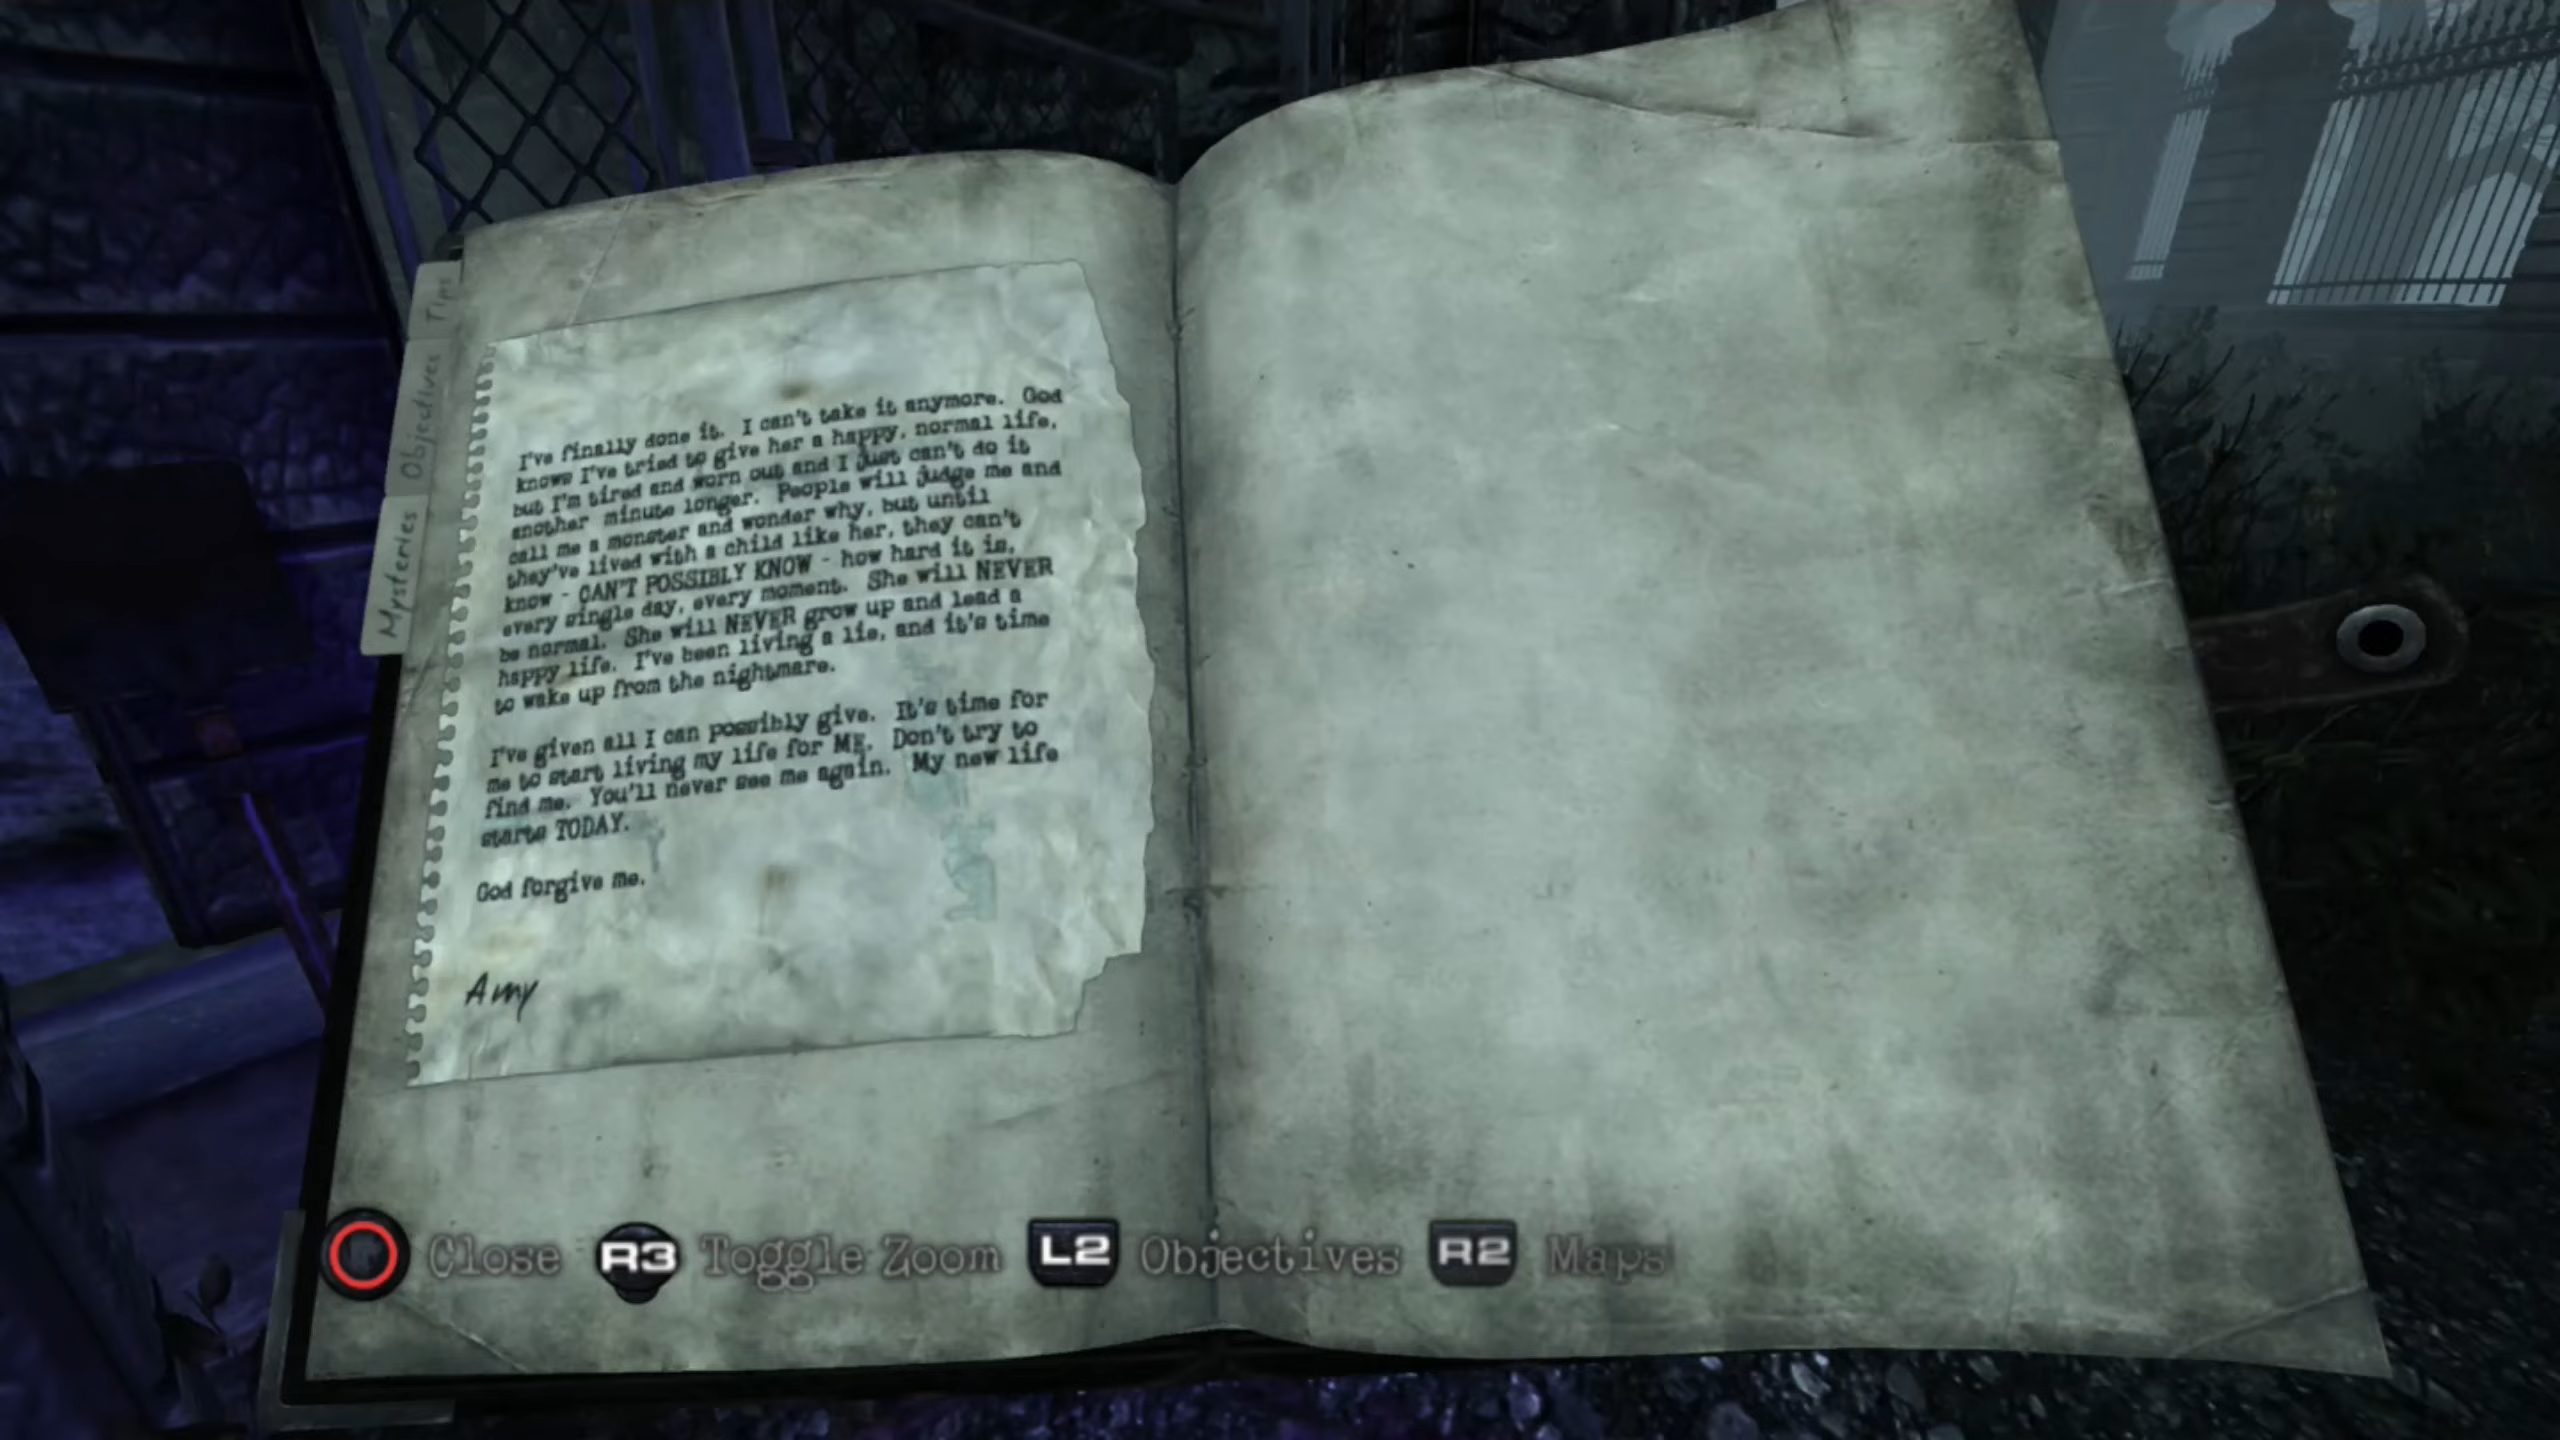 Tips
Objectives
Mysteries
I've finally done it.  I can't take it anymore.  God
knows I've tried to give her a happy, normal life,
but I'm tired and worn out and I just can't do it
another minute longer.  People will judge me and
call me a monster and wonder why, but until
they've lived with a child like her, they can't
know - CAN'T POSSIBLY KNOW - how hard it is,
every single day, every moment.  She will NEVER
be normal.  She will NEVER grow up and lead a
happy life.  I've been living a lie, and it's time
to wake up from the nightmare.
I've given all I can possibly give.  It's time for
me to start living my life for ME.  Don't try to
find me.  You'll never see me again.  My new life
starts TODAY.
God forgive me.
Amy
Close R3 Toggle Zoom L2 Objectives R2 Maps